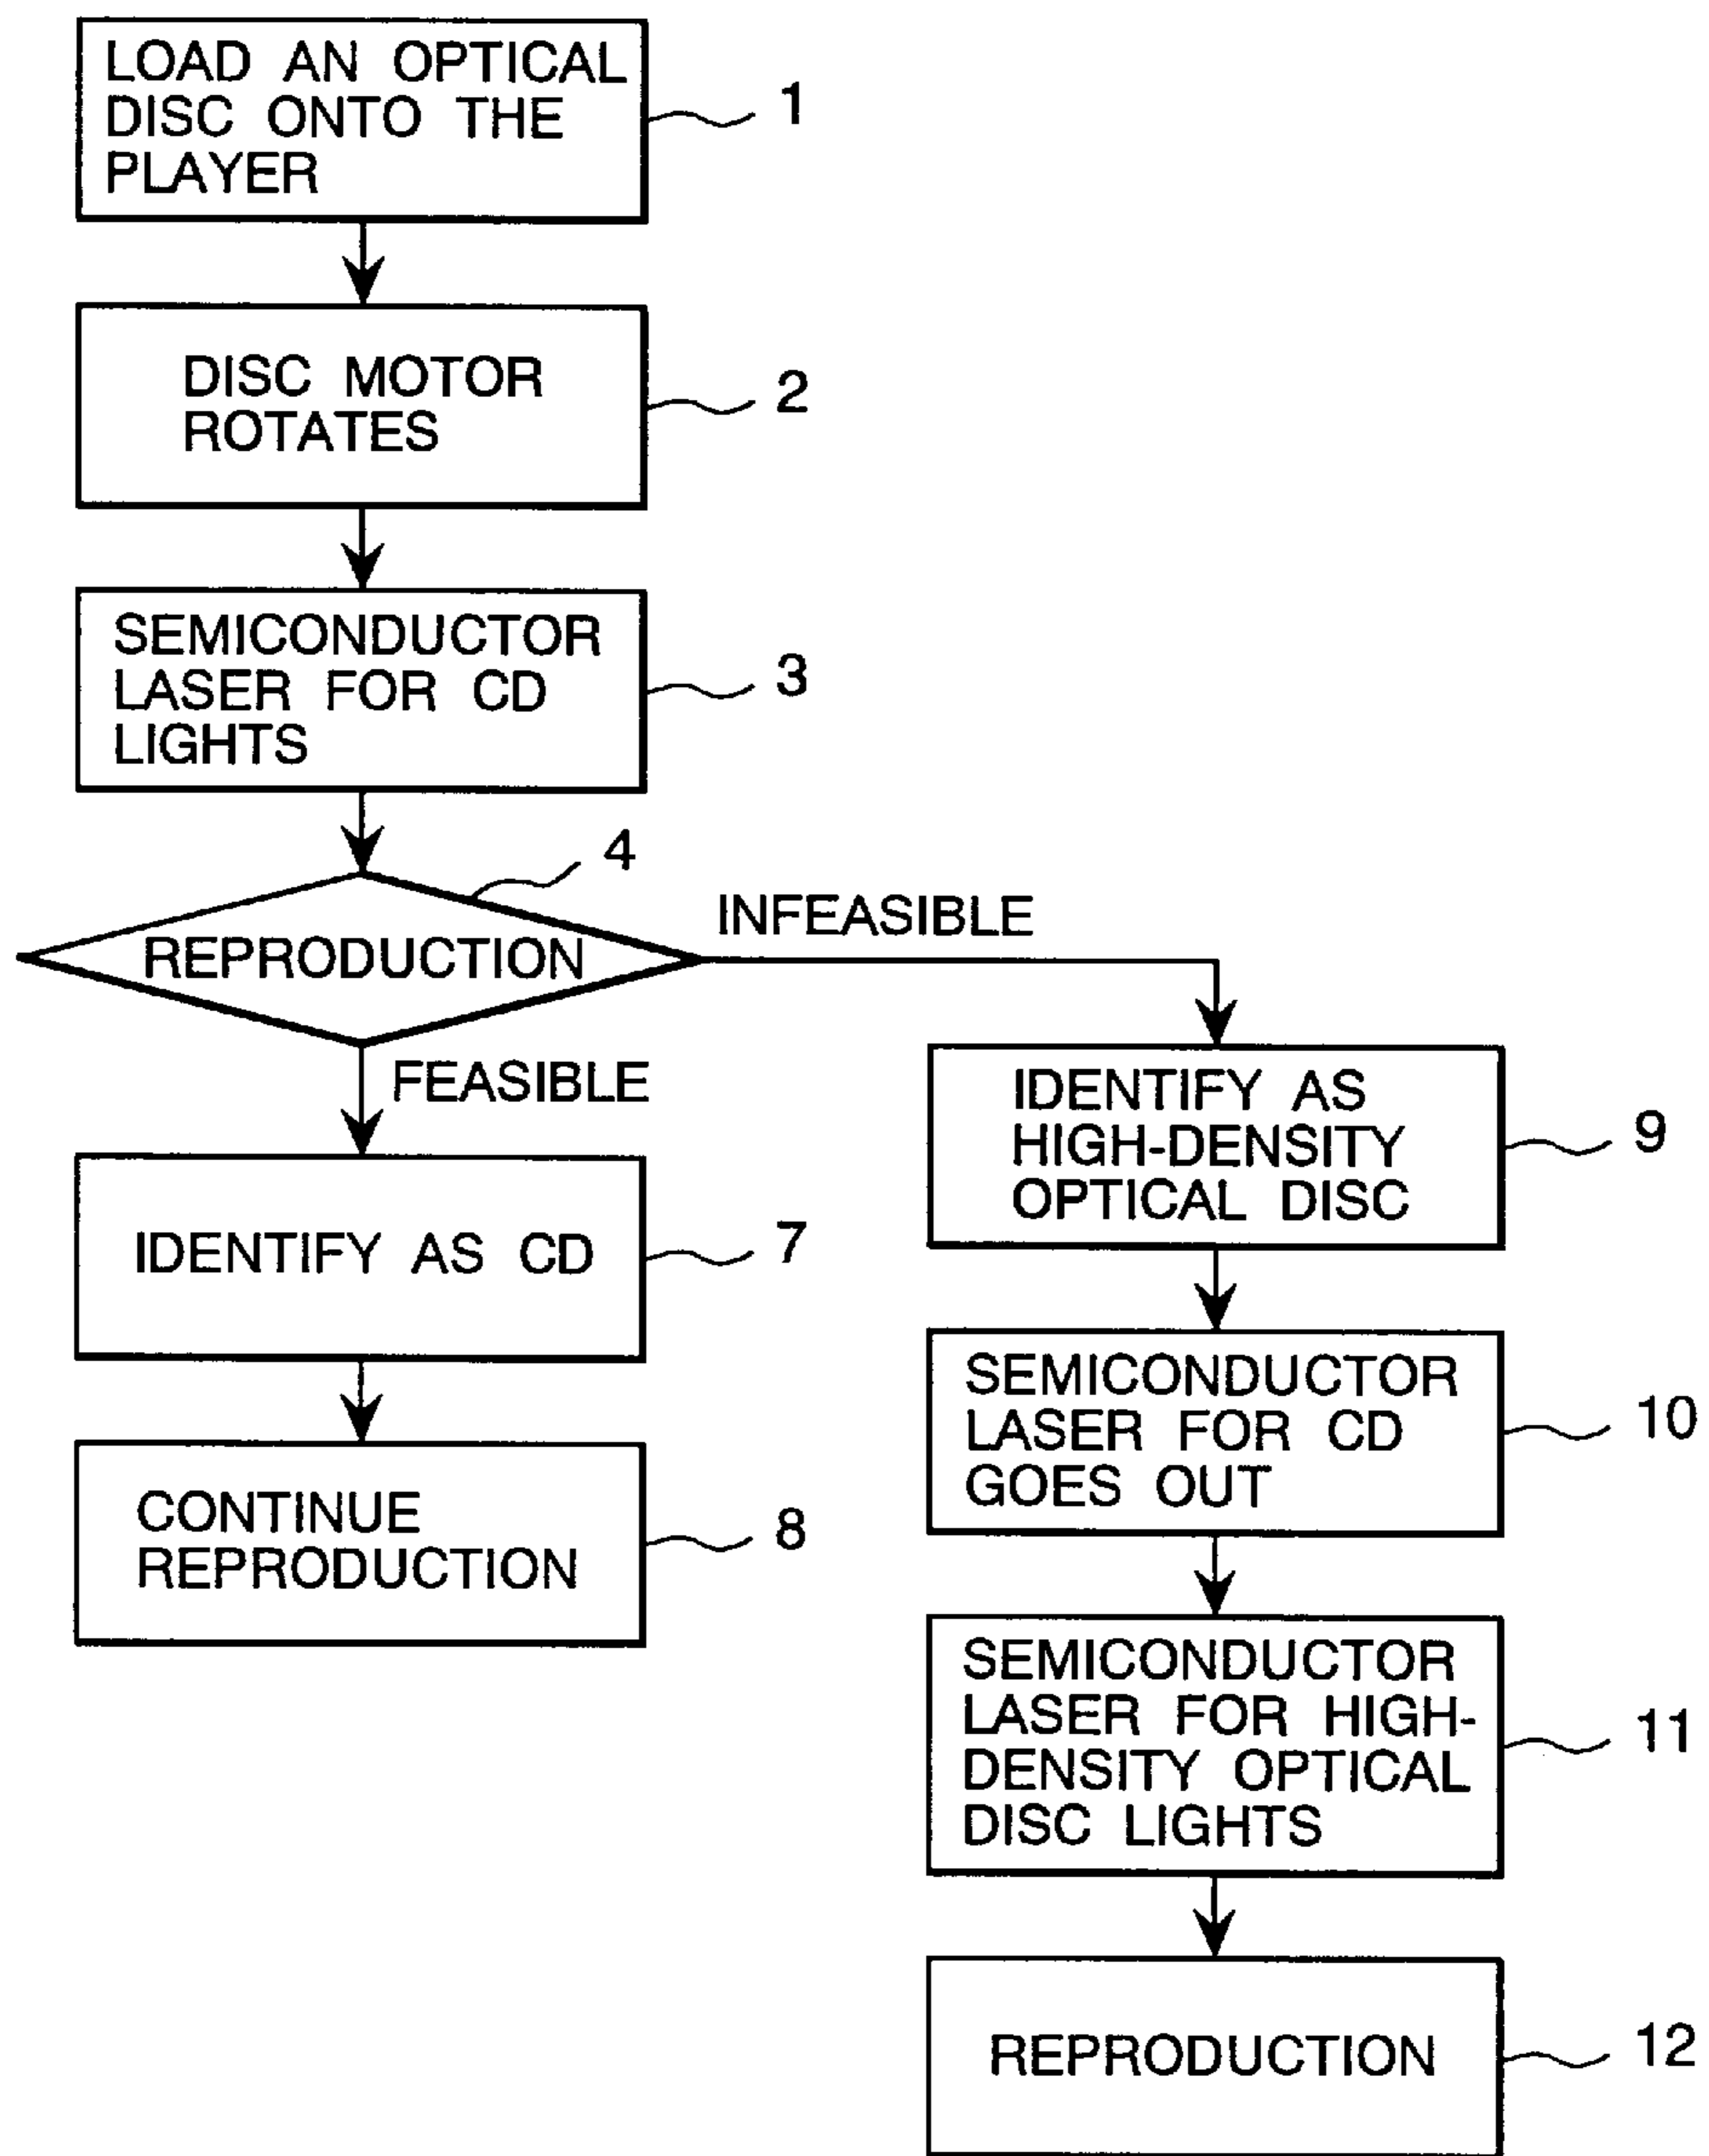 LOAD AN OPTICAL
DISC ONTO THE
PLAYER
1
DISC MOTOR
ROTATES
2
SEMICONDUCTOR
LASER FOR CD
LIGHTS
3
4
REPRODUCTION
INFEASIBLE
FEASIBLE
IDENTIFY AS CD
7
CONTINUE
REPRODUCTION
8
IDENTIFY AS
HIGH-DENSITY
OPTICAL DISC
9
SEMICONDUCTOR
LASER FOR CD
GOES OUT
10
SEMICONDUCTOR
LASER FOR HIGH-
DENSITY OPTICAL
DISC LIGHTS
11
REPRODUCTION
12